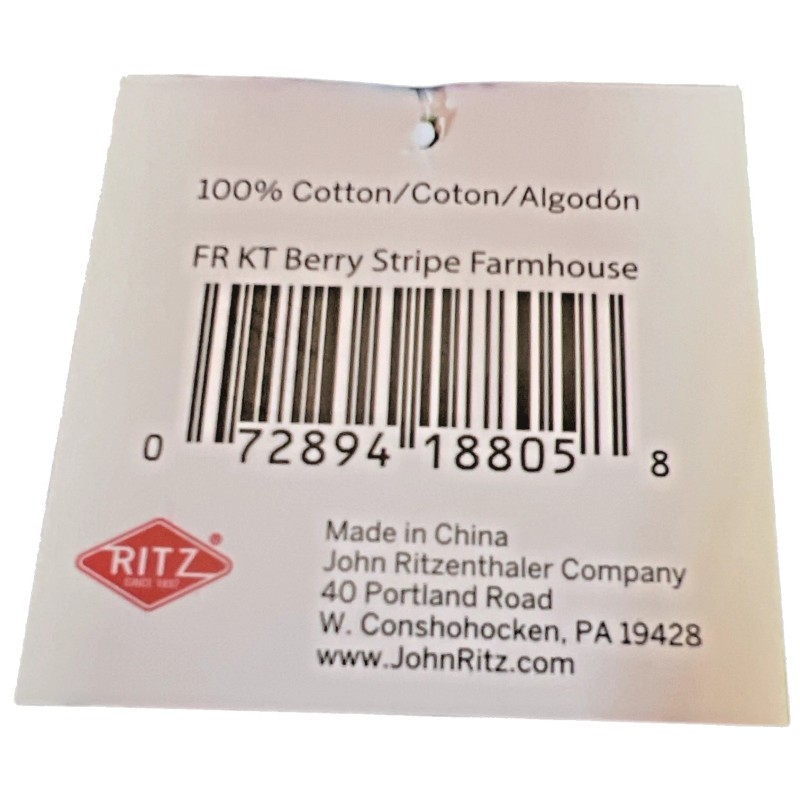 100% Cotton/Coton/Algodón
FR KT Berry Stripe Farmhouse
0 72894 18805 8
RITZ®
SINCE 1892
Made in China
John Ritzenthaler Company
40 Portland Road
W. Conshohocken, PA 19428
www.JohnRitz.com